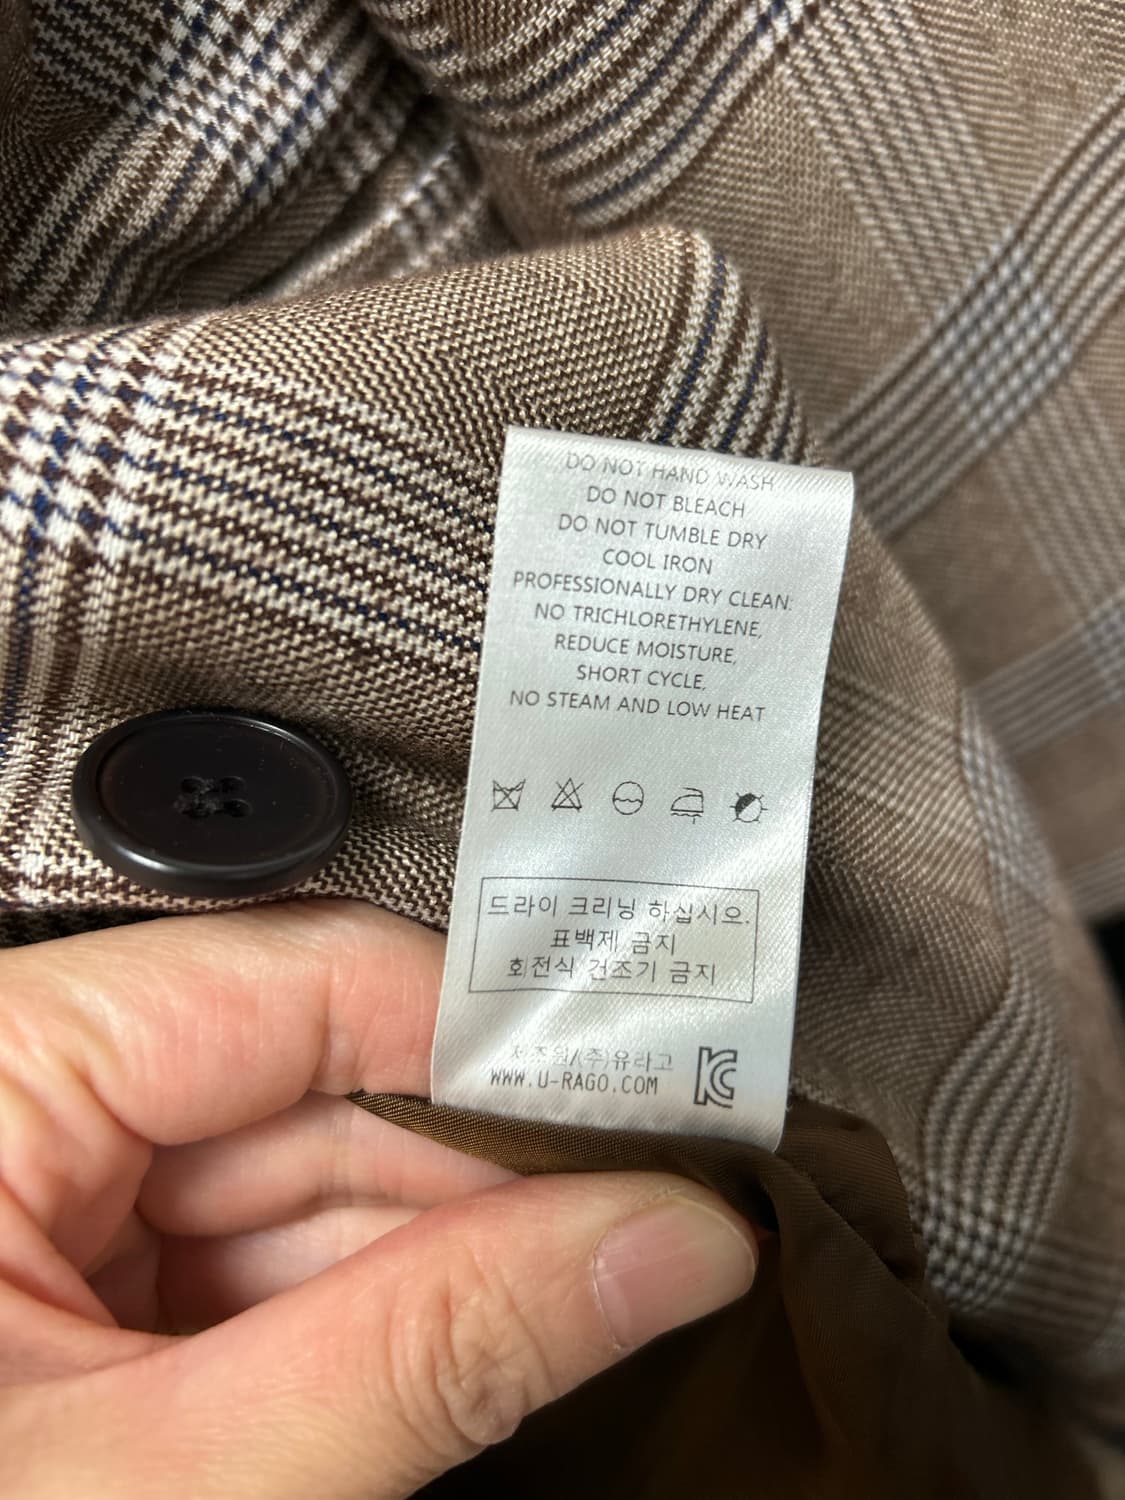 DO NOT HAND WASH
DO NOT BLEACH
DO NOT TUMBLE DRY
COOL IRON
PROFESSIONALLY DRY CLEAN:
NO TRICHLORETHYLENE,
REDUCE MOISTURE,
SHORT CYCLE,
NO STEAM AND LOW HEAT
드라이 크리닝 하십시오.
표백제 금지
회전식 건조기 금지
제조원/(주)유라고
WWW.U-RAGO.COM